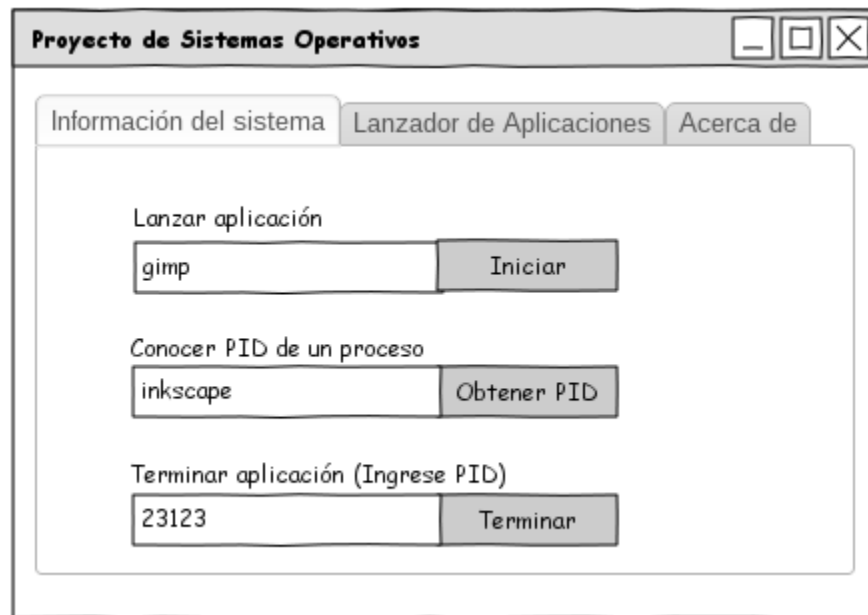 Proyecto de Sistemas Operativos
Información del sistema Lanzador de Aplicaciones Acerca de
Lanzar aplicación
gimp Iniciar
Conocer PID de un proceso
inkscape Obtener PID
Terminar aplicación (Ingrese PID)
23123 Terminar